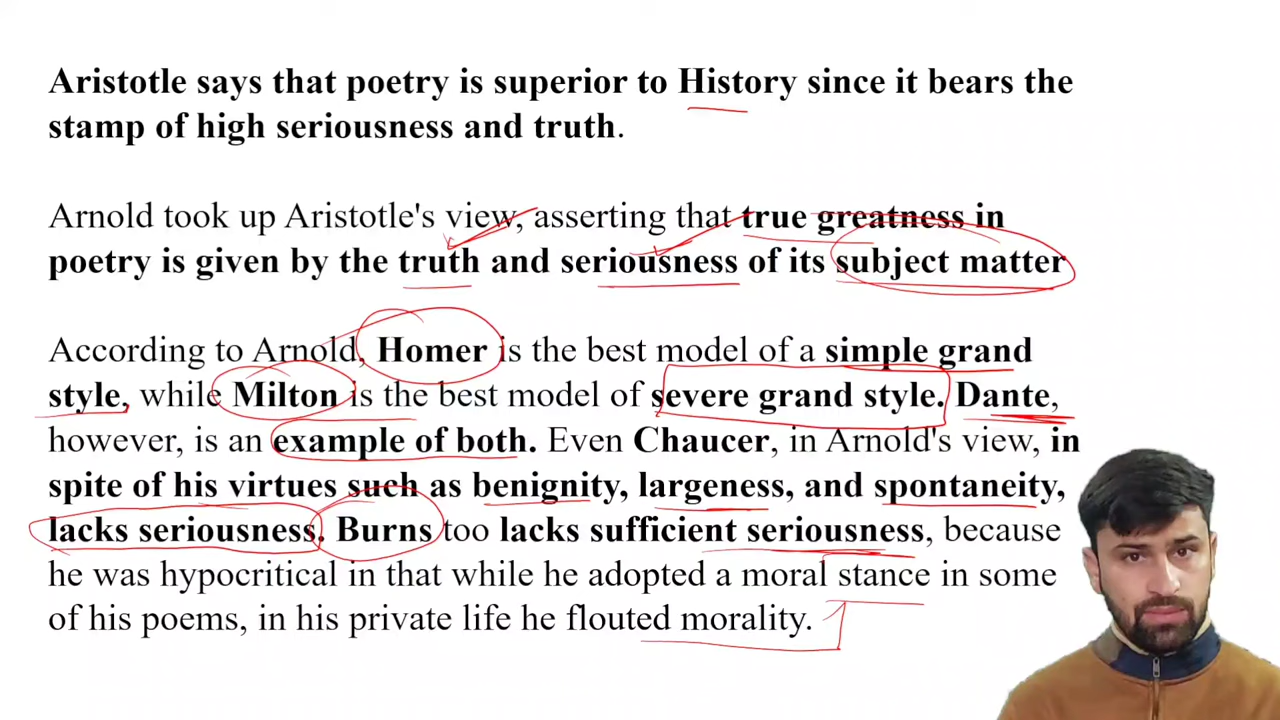 Aristotle says that poetry is superior to History since it bears the
stamp of high seriousness and truth.
Arnold took up Aristotle's view, asserting that true greatness in
poetry is given by the truth and seriousness of its subject matter
According to Arnold, Homer is the best model of a simple grand
style, while Milton is the best model of severe grand style. Dante,
however, is an example of both. Even Chaucer, in Arnold's view, in
spite of his virtues such as benignity, largeness, and spontaneity,
lacks seriousness. Burns too lacks sufficient seriousness, because
he was hypocritical in that while he adopted a moral stance in some
of his poems, in his private life he flouted morality.